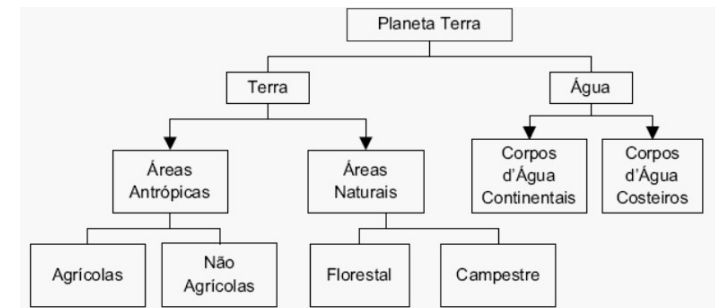 Planeta Terra
Terra
Água
Áreas
Antrópicas
Áreas
Naturais
Corpos
d'Água
Continentais
Corpos
d'Água
Costeiros
Agrícolas
Não
Agrícolas
Florestal
Campestre